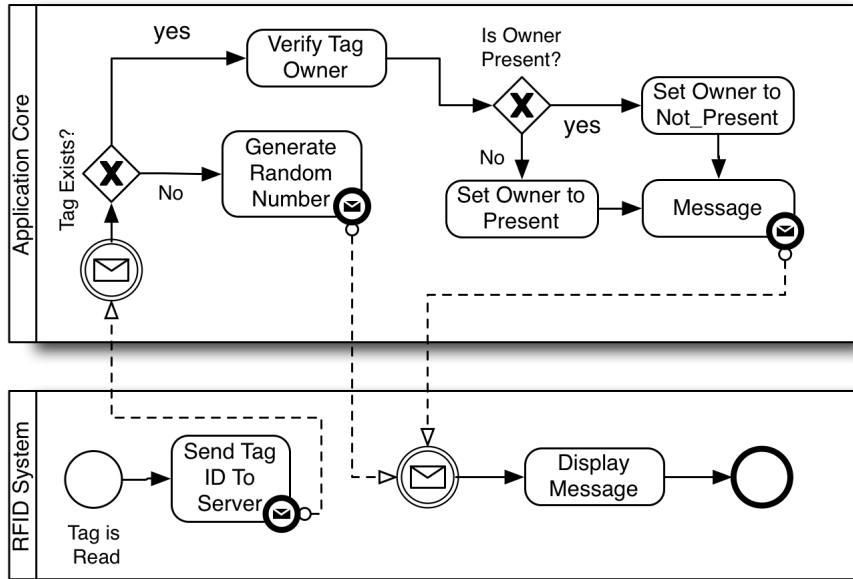 Application Core
yes
Verify Tag
Owner
Is Owner
Present?
Set Owner to
Not_Present
yes
Tag Exists?
No
Generate
Random
Number
No
Set Owner to
Present
Message
RFID System
Send Tag
ID To
Server
Tag is
Read
Display
Message